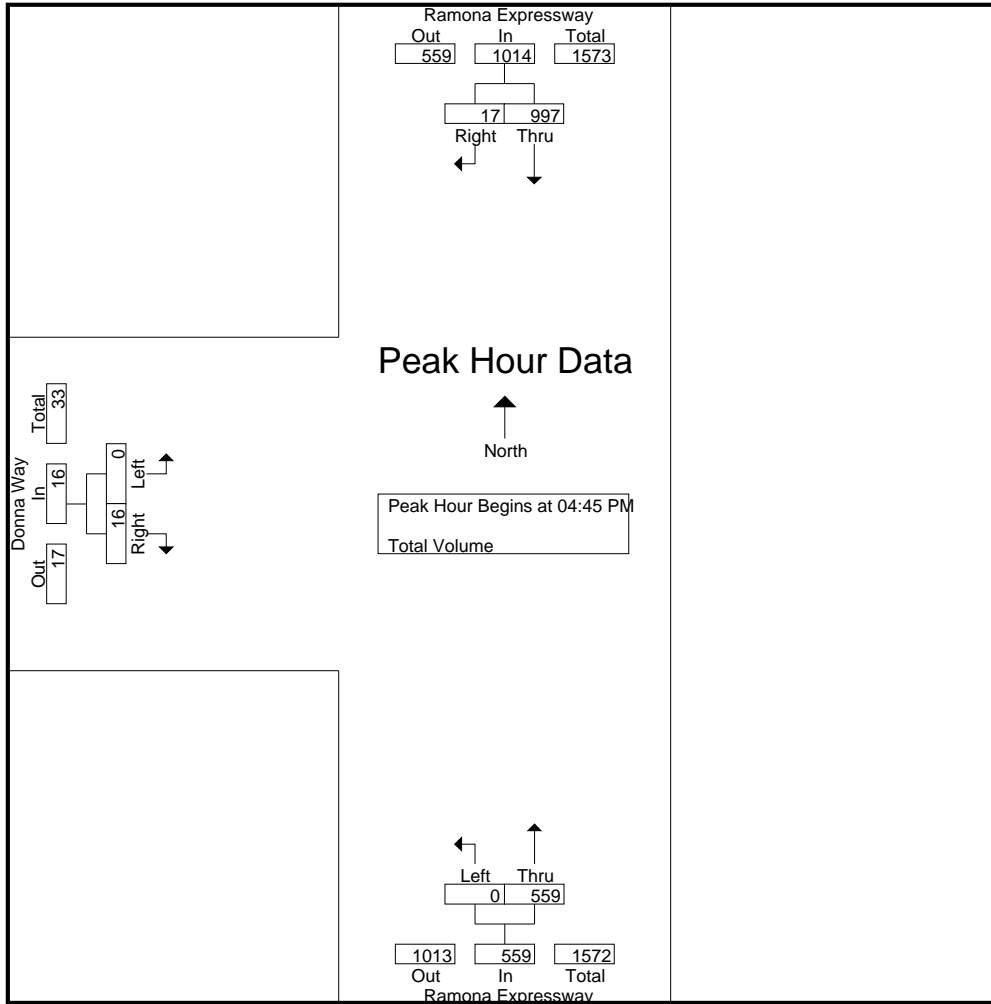 Ramona Expressway
Out In Total
559 1014 1573
17 997
Right Thru
Peak Hour Data
North
Peak Hour Begins at 04:45 PM
Total Volume
Donna Way
Out In Total
17 16 33
16 0
Right Left
Left Thru
0 559
1013 559 1572
Out In Total
Ramona Expressway